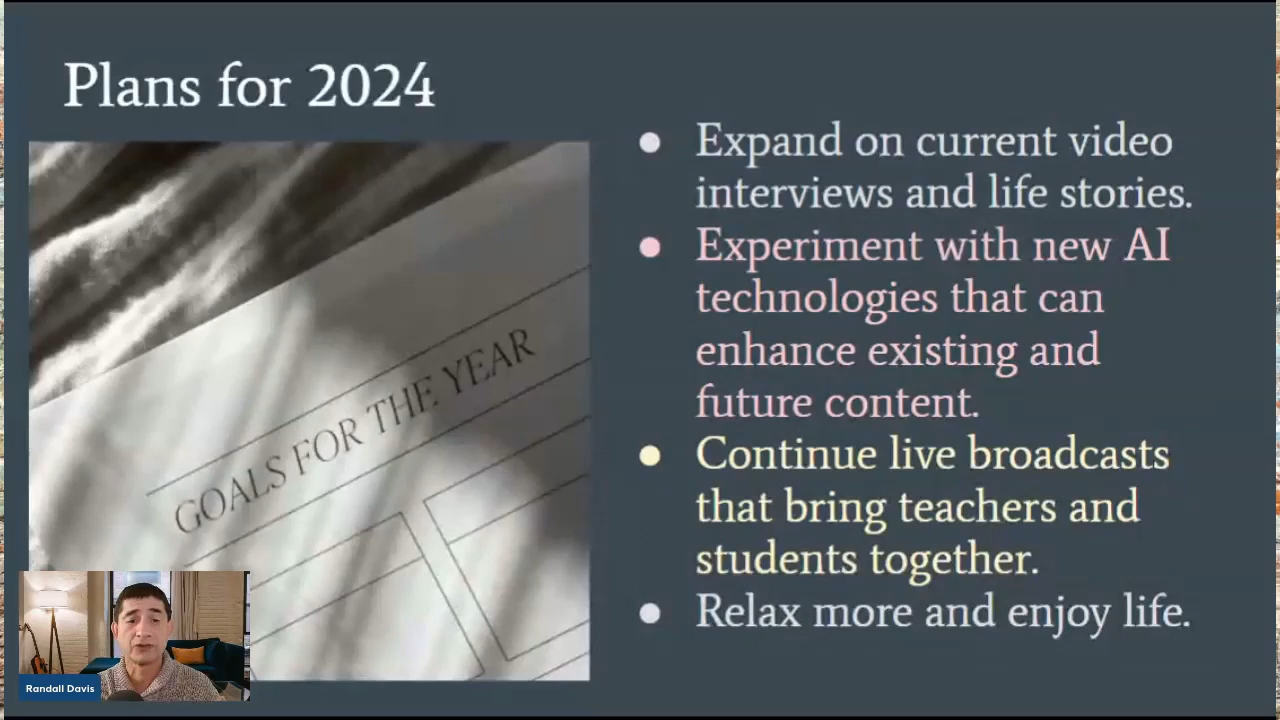 Plans for 2024
GOALS FOR THE YEAR
Expand on current video
interviews and life stories.
Experiment with new AI
technologies that can
enhance existing and
future content.
Continue live broadcasts
that bring teachers and
students together.
Relax more and enjoy life.
Randall Davis